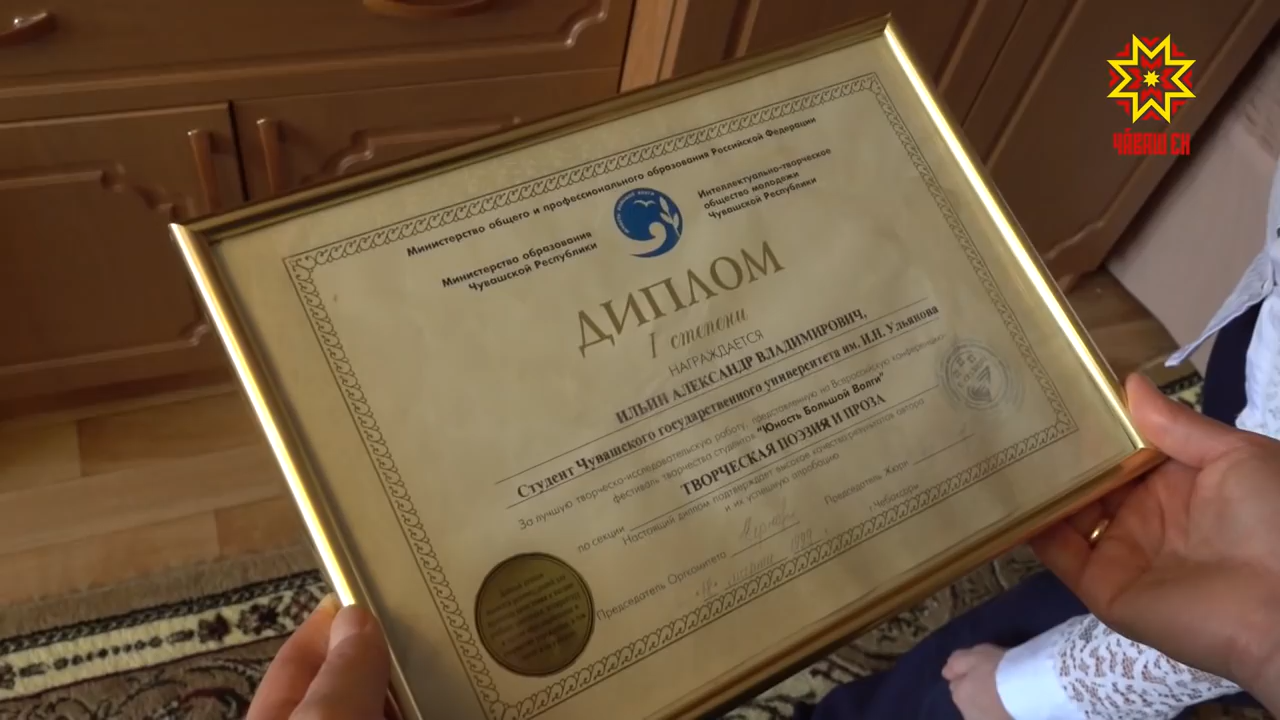 ЧӐВАШ ЕН
Министерство общего и профессионального образования Российской Федерации
Министерство образования
Чувашской Республики
Интеллектуально-творческое
общество молодежи
Чувашской Республики
ДИПЛОМ
I степени
НАГРАЖДАЕТСЯ
ИЛЬИН АЛЕКСАНДР ВЛАДИМИРОВИЧ,
Студент Чувашского государственного университета им. И.Н. Ульянова
За лучшую творческо-исследовательскую работу, представленную на Всероссийскую конференцию-
фестиваль творчества студентов "Юность Большой Волги"
по секции ТВОРЧЕСКАЯ ПОЭЗИЯ И ПРОЗА
Настоящий диплом подтверждает высокое качество результатов автора
и их успешную апробацию
Председатель Оргкомитета
Председатель Жюри
г.Чебоксары